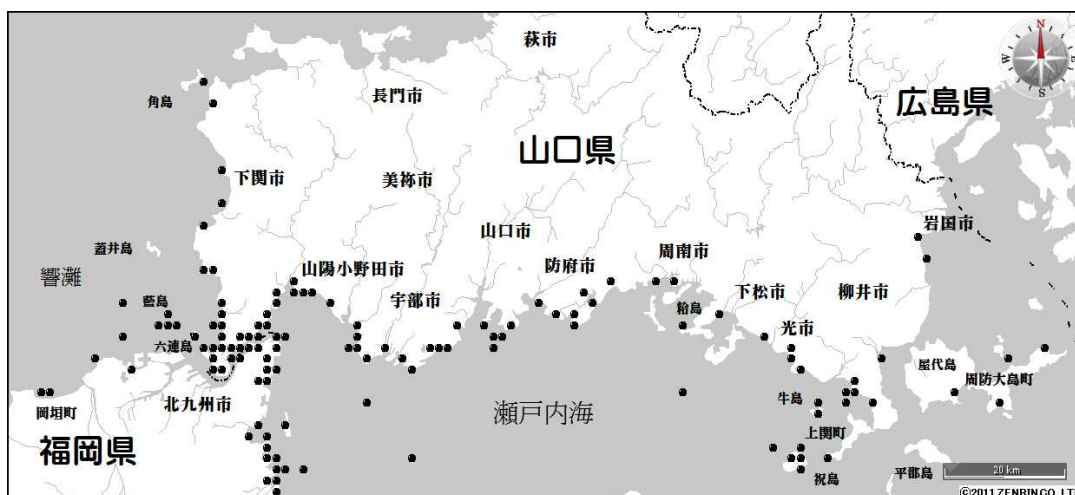 萩市
N
W
E
S
角島
長門市
広島県
山口県
下関市
美祢市
山口市
岩国市
蓋井島
響灘
山陽小野田市
防府市
周南市
藍島
宇部市
粭島
下松市
柳井市
光市
六連島
屋代島
周防大島町
北九州市
岡垣町
瀬戸内海
牛島
福岡県
上関町
祝島
平郡島
20 km
©2011 ZENRIN CO., LT